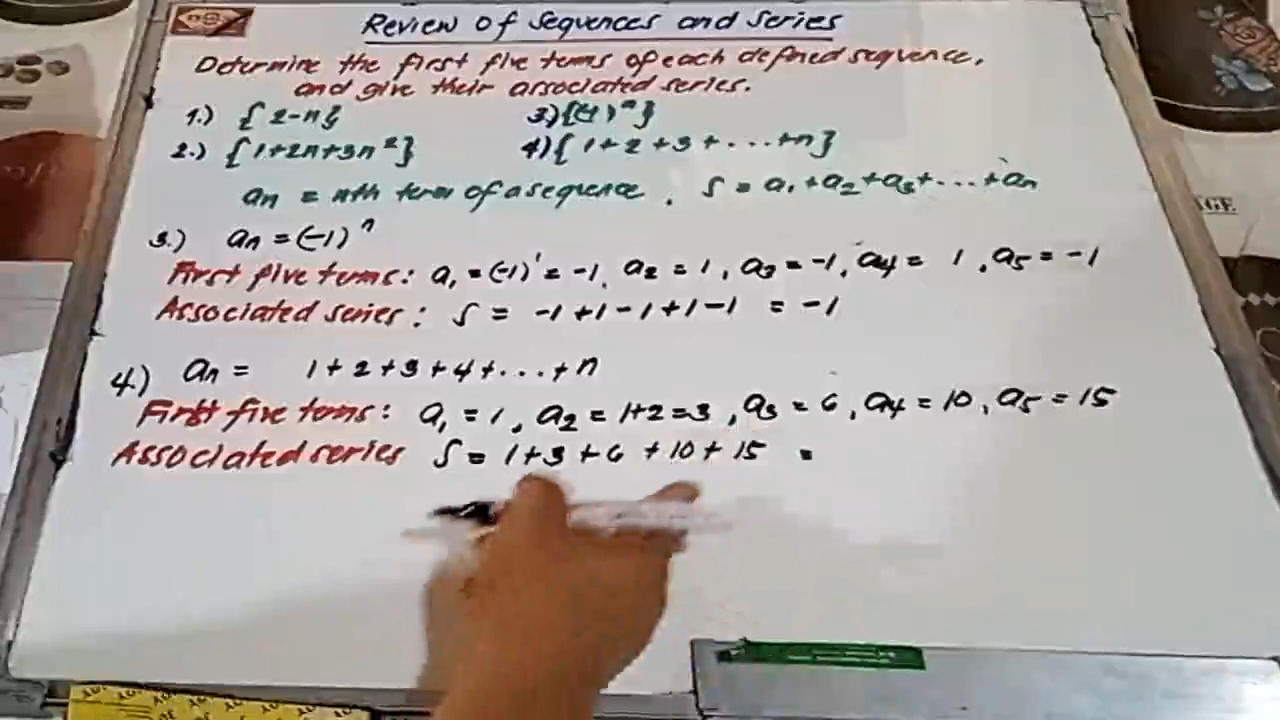 Review of Sequences and Series
Determine the first five terms of each defined sequence,
and give their associated series.
1.) {2-n} 3) {(-1)^n}
2.) {1+2n+3n²} 4) {1+2+3+...+n}
an = nth term of a sequence. S = a₁+a₂+a₃+...+an
3.) an = (-1)^n
First five terms: a₁ = (-1)¹ = -1, a₂ = 1, a₃ = -1, a₄ = 1, a₅ = -1
Associated series: S = -1+1-1+1-1 = -1
4.) an = 1+2+3+4+...+n
First five terms: a₁ = 1, a₂ = 1+2=3, a₃ = 6, a₄ = 10, a₅ = 15
Associated series S = 1+3+6+10+15 =